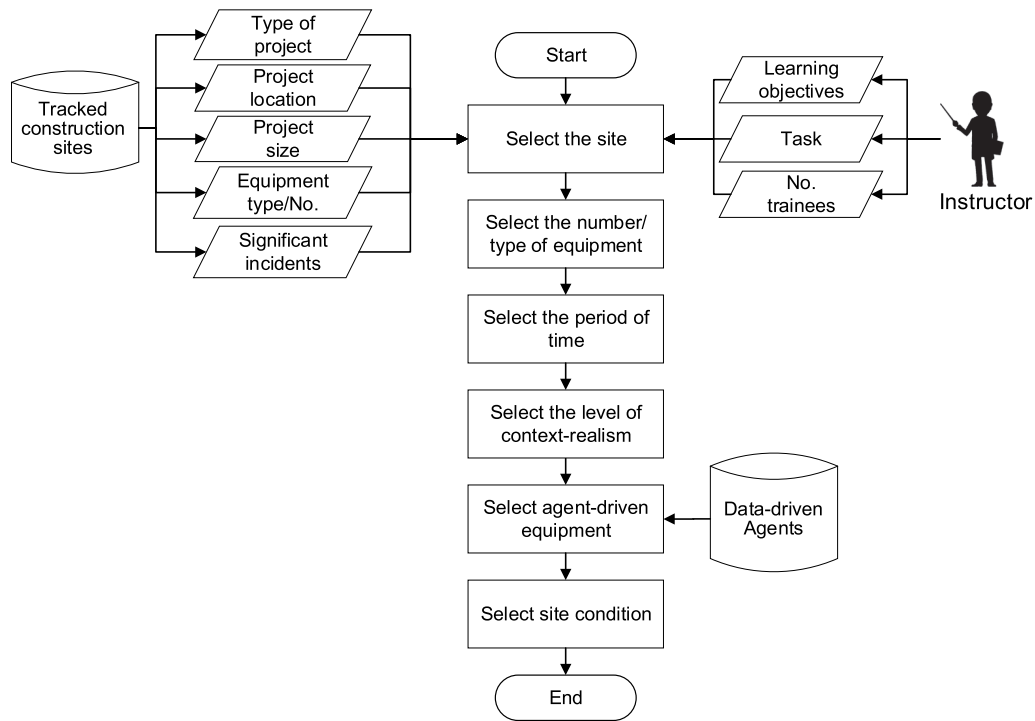 Type of
project
Project
location
Project
size
Equipment
type/No.
Significant
incidents
Tracked
construction
sites
Start
Select the site
Select the number/
type of equipment
Select the period of
time
Select the level of
context-realism
Select agent-driven
equipment
Select site condition
End
Learning
objectives
Task
No.
trainees
Instructor
Data-driven
Agents